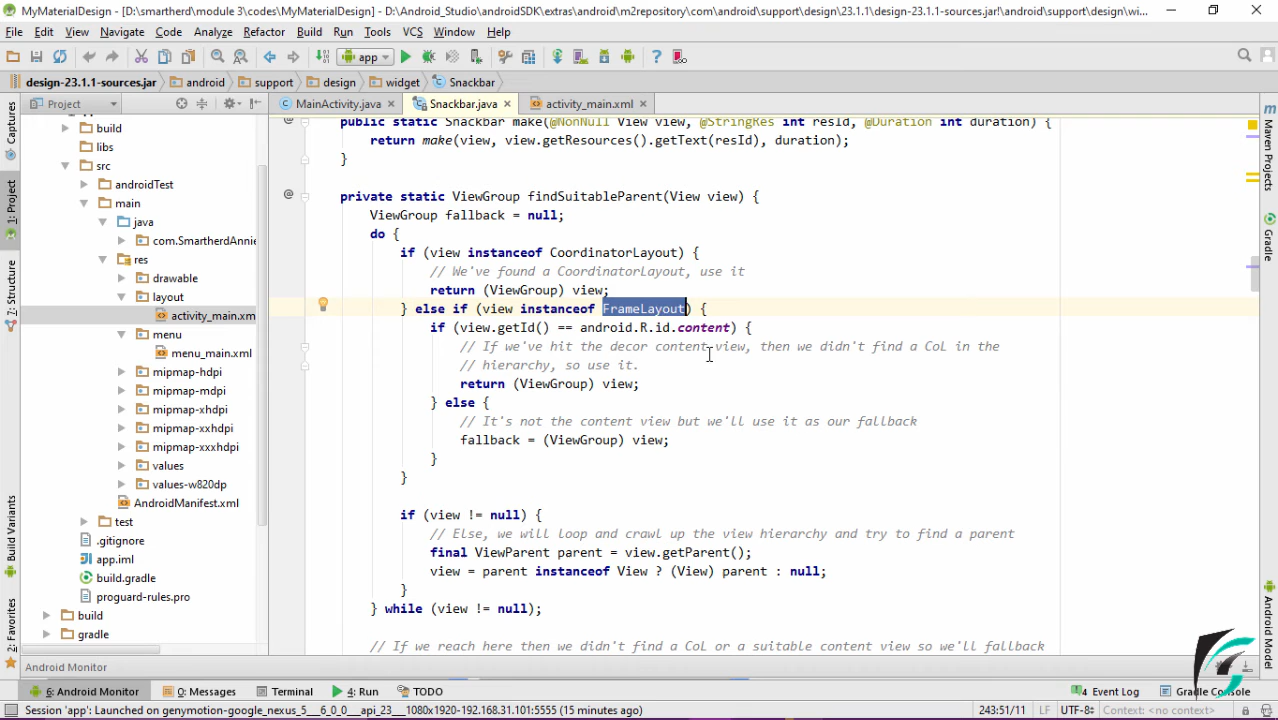 MyMaterialDesign - [D:\smartherd\module 3\codes\MyMaterialDesign] - D:\Android_Studio\androidSDK\extras\android\m2repository\com\android\support\design\23.1.1\design-23.1.1-sources.jar!\android\support\design\wi...
File Edit View Navigate Code Analyze Refactor Build Run Tools VCS Window Help
app
design-23.1.1-sources.jar android support design widget Snackbar
Project MainActivity.java Snackbar.java activity_main.xml
Captures
1: Project
Z: Structure
Build Variants
2: Favorites
build
libs
src
androidTest
main
java
com.SmartherdAnnie
res
drawable
layout
activity_main.xm
menu
menu_main.xml
mipmap-hdpi
mipmap-mdpi
mipmap-xhdpi
mipmap-xxhdpi
mipmap-xxxhdpi
values
values-w820dp
AndroidManifest.xml
test
.gitignore
app.iml
build.gradle
proguard-rules.pro
build
gradle
public static Snackbar make(@NonNull View view, @StringRes int resId, @Duration int duration) {
return make(view, view.getResources().getText(resId), duration);
}
private static ViewGroup findSuitableParent(View view) {
ViewGroup fallback = null;
do {
if (view instanceof CoordinatorLayout) {
// We've found a CoordinatorLayout, use it
return (ViewGroup) view;
} else if (view instanceof FrameLayout) {
if (view.getId() == android.R.id.content) {
// If we've hit the decor content view, then we didn't find a CoL in the
// hierarchy, so use it.
return (ViewGroup) view;
} else {
// It's not the content view but we'll use it as our fallback
fallback = (ViewGroup) view;
}
}
if (view != null) {
// Else, we will loop and crawl up the view hierarchy and try to find a parent
final ViewParent parent = view.getParent();
view = parent instanceof View ? (View) parent : null;
}
} while (view != null);
// If we reach here then we didn't find a CoL or a suitable content view so we'll fallback
Maven Projects
Gradle
Android Model
Android Monitor
6: Android Monitor 0: Messages Terminal 4: Run TODO Event Log Gradle Console
Session 'app': Launched on genymotion-google_nexus_5___6_0_0___api_23___1080x1920-192.168.31.101:5555 (15 minutes ago) 243:51/11 UTF-8 Context: <no context>